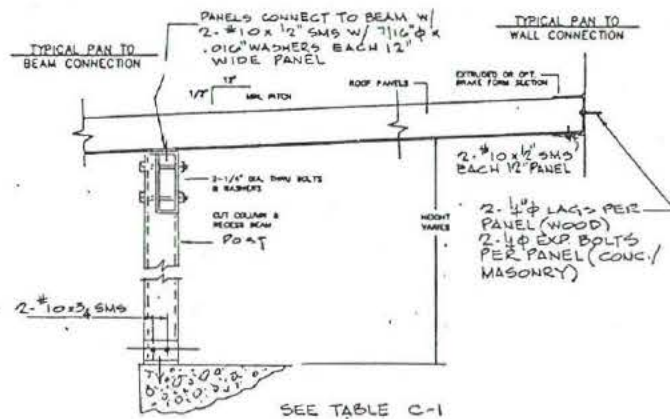 PANELS CONNECT TO BEAM W/
2-#10 x 1/2" SMS W/ 7/16"φ x
.016" WASHERS EACH 12"
WIDE PANEL
TYPICAL PAN TO
BEAM CONNECTION
TYPICAL PAN TO
WALL CONNECTION
12"
1/2"
MIN. PITCH
ROOF PANELS
EXTRUDED OR OPT.
BRAKE FORM SECTION
2-#10 x 1/2" SMS
EACH 12" PANEL
2-1/4" DIA. THRU BOLTS
& WASHERS
CUT COLUMN &
RECESS BEAM
POST
HEIGHT
VARIES
2-1/4"φ LAGS PER
PANEL (WOOD)
2-1/4φ EXP. BOLTS
PER PANEL (CONC./
MASONRY)
2-#10x3/4 SMS
SEE TABLE C-1